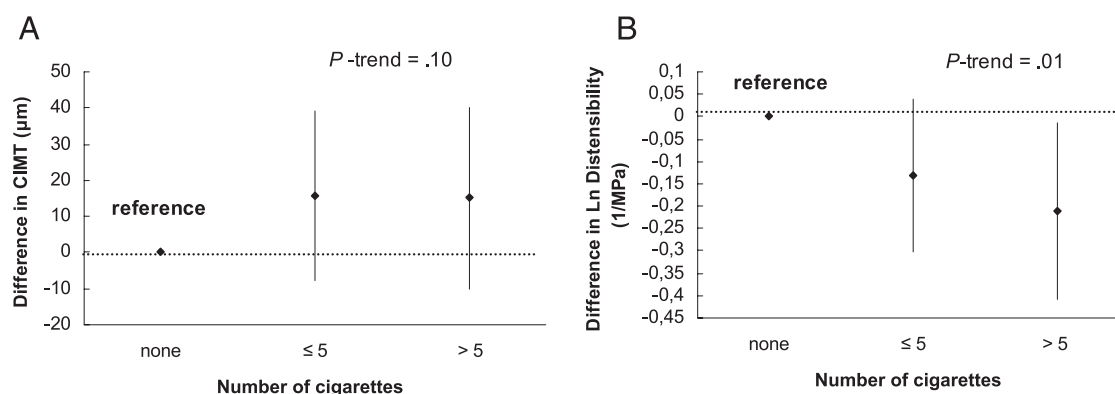 A
P-trend = .10
Difference in CIMT (µm)
50
40
30
20
10
0
-10
-20
reference
none
≤ 5
> 5
Number of cigarettes
B
P-trend = .01
Difference in Ln Distensibility
(1/MPa)
0,1
0,05
0
-0,05
-0,1
-0,15
-0,2
-0,25
-0,3
-0,35
-0,4
-0,45
reference
none
≤ 5
> 5
Number of cigarettes